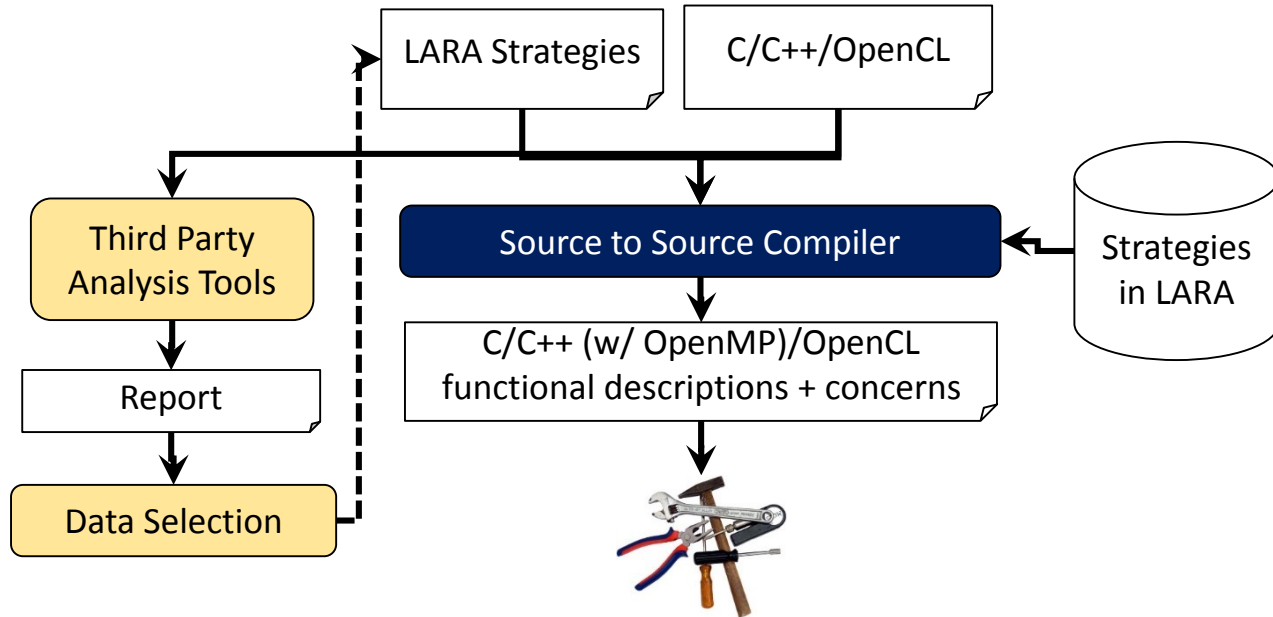 LARA Strategies
C/C++/OpenCL
Third Party
Analysis Tools
Source to Source Compiler
Strategies
in LARA
C/C++ (w/ OpenMP)/OpenCL
functional descriptions + concerns
Report
Data Selection